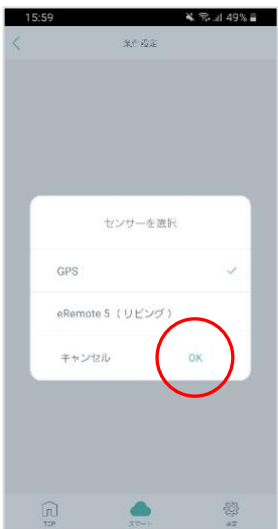 15:59 49%
条件設定
センサーを選択
GPS
eRemote 5 (リビング)
キャンセル OK
TOP スマート 設定